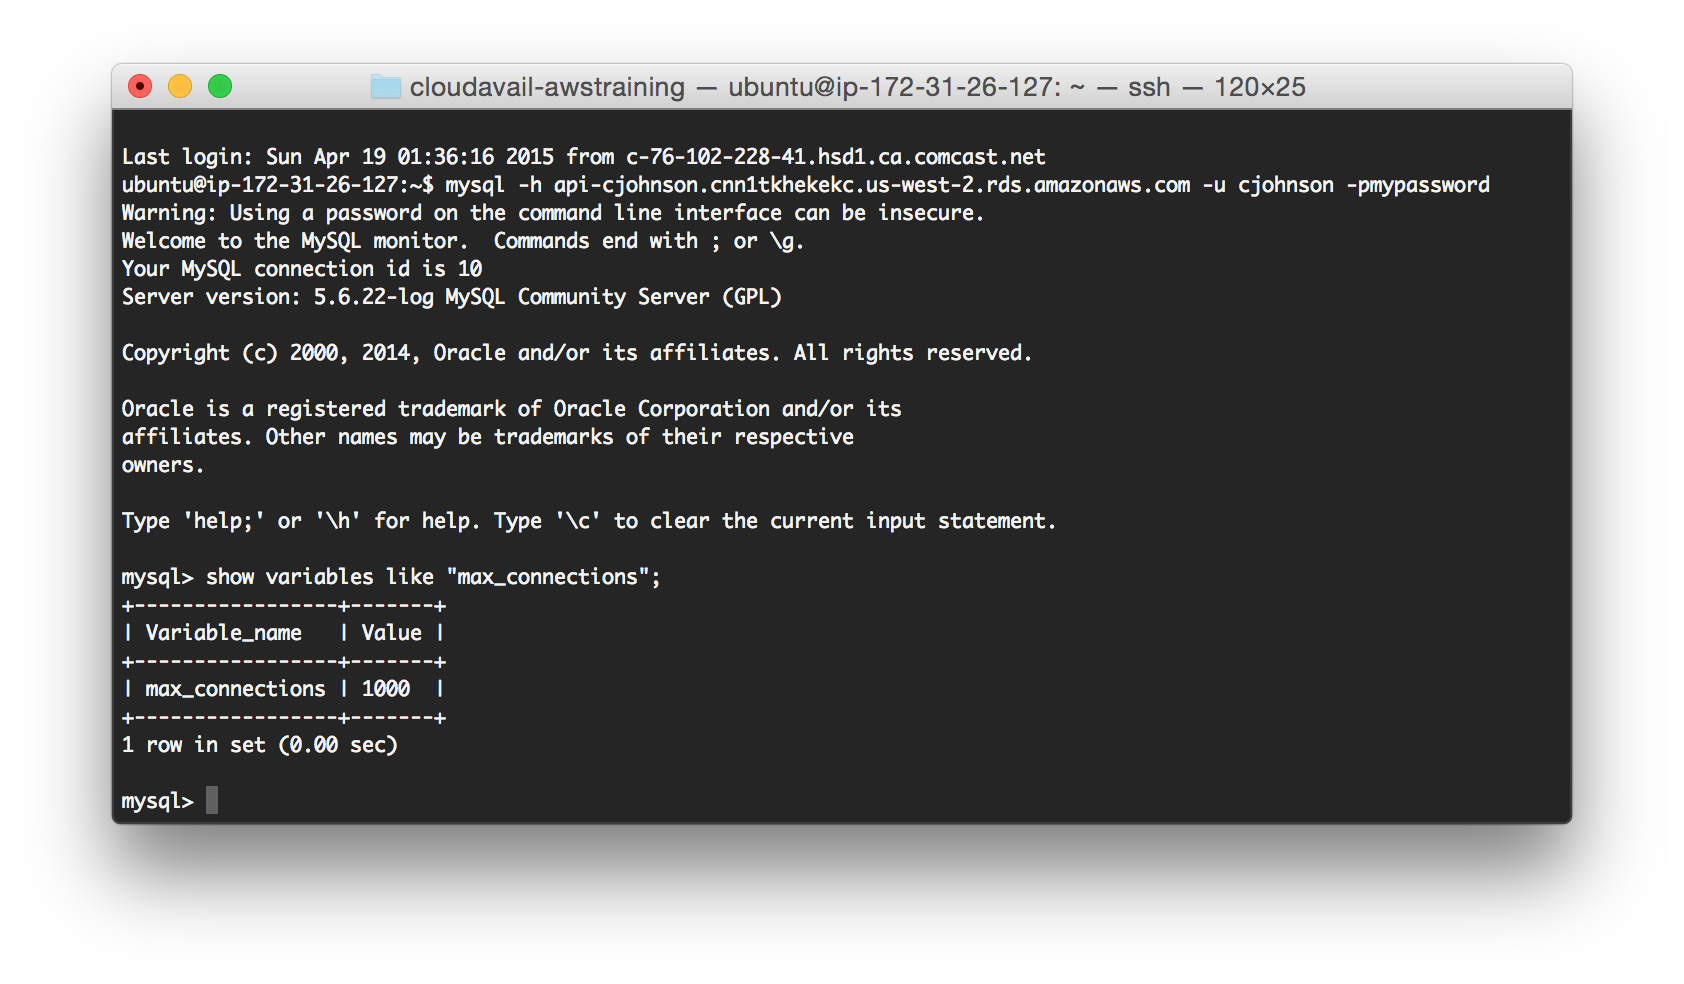 cloudavail-awstraining — ubuntu@ip-172-31-26-127: ~ — ssh — 120×25
Last login: Sun Apr 19 01:36:16 2015 from c-76-102-228-41.hsd1.ca.comcast.net
ubuntu@ip-172-31-26-127:~$ mysql -h api-cjohnson.cnn1tkhekekc.us-west-2.rds.amazonaws.com -u cjohnson -pmypassword
Warning: Using a password on the command line interface can be insecure.
Welcome to the MySQL monitor.  Commands end with ; or \g.
Your MySQL connection id is 10
Server version: 5.6.22-log MySQL Community Server (GPL)
Copyright (c) 2000, 2014, Oracle and/or its affiliates. All rights reserved.
Oracle is a registered trademark of Oracle Corporation and/or its
affiliates. Other names may be trademarks of their respective
owners.
Type 'help;' or '\h' for help. Type '\c' to clear the current input statement.
mysql> show variables like "max_connections";
+-----------------+-------+
| Variable_name   | Value |
+-----------------+-------+
| max_connections | 1000  |
+-----------------+-------+
1 row in set (0.00 sec)
mysql>